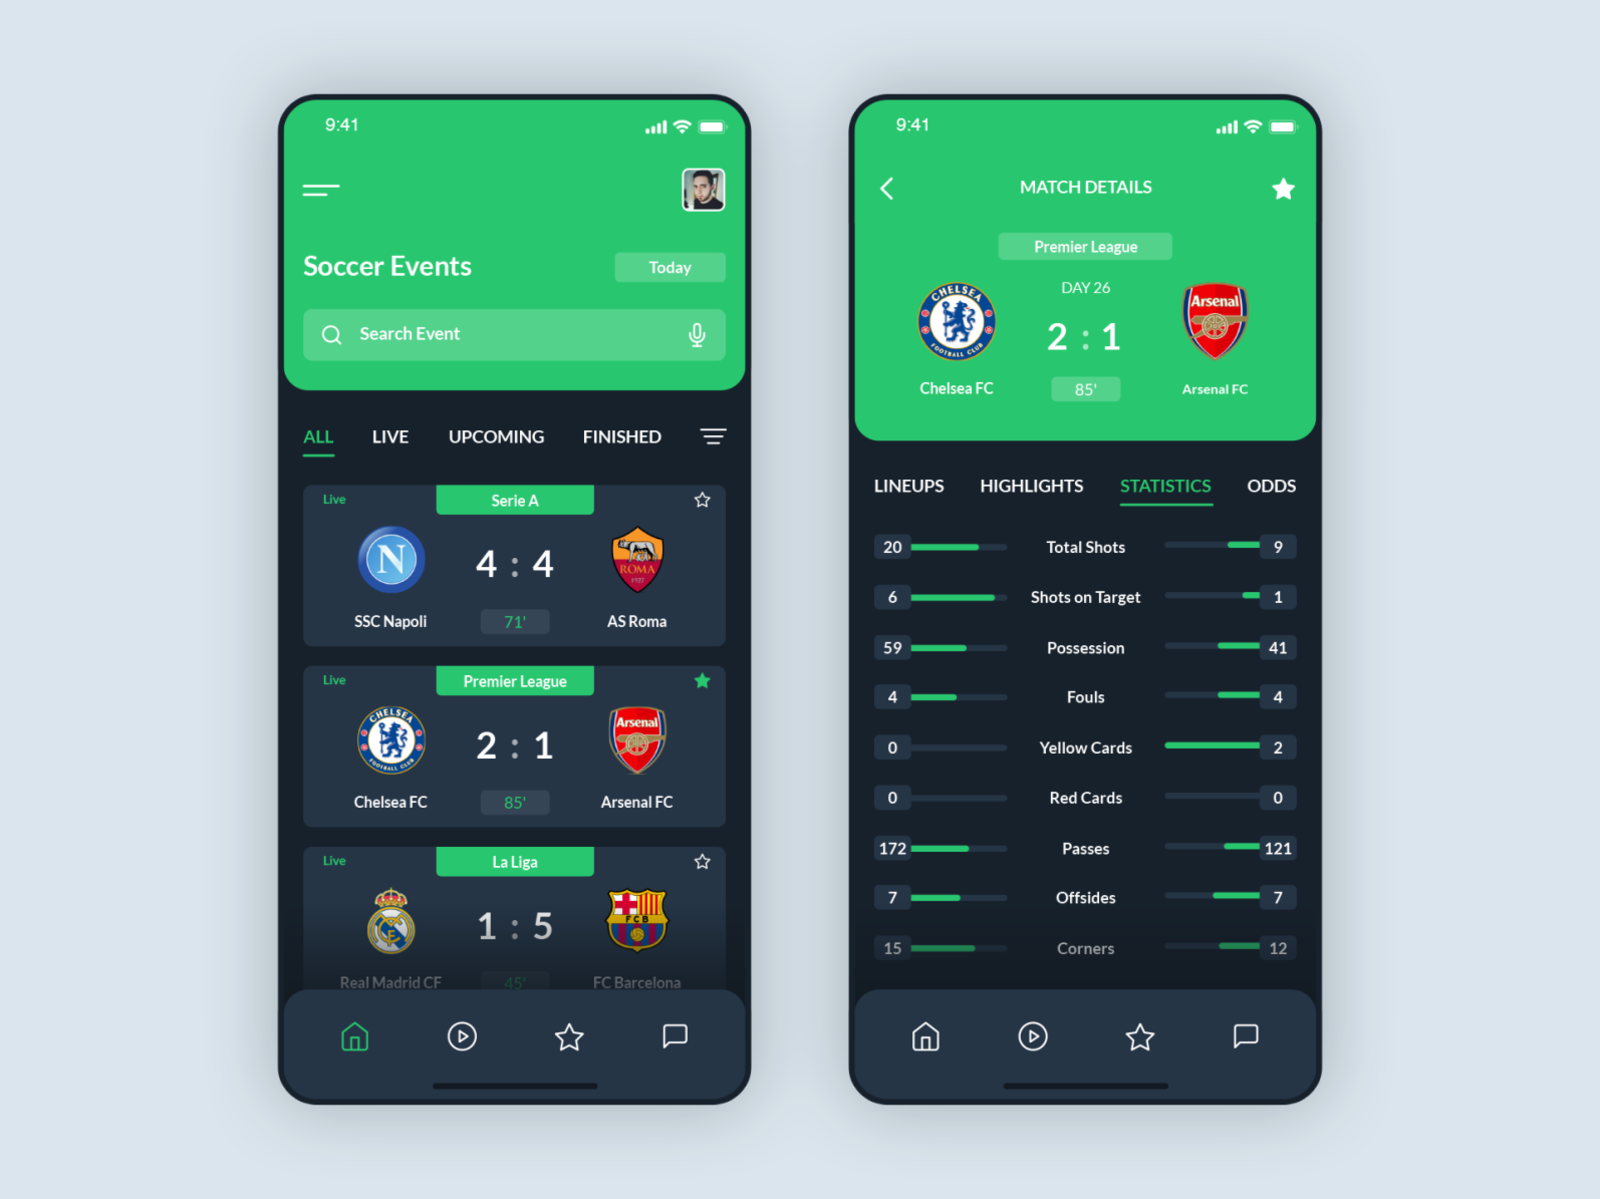 9:41
Soccer Events
Today
Search Event
ALL LIVE UPCOMING FINISHED
Live
Serie A
N
4 : 4
ROMA
1927
SSC Napoli
71'
AS Roma
Live
Premier League
CHELSEA
FOOTBALL CLUB
2 : 1
Arsenal
Chelsea FC
85'
Arsenal FC
Live
La Liga
1 : 5
FCB
Real Madrid CF
45'
FC Barcelona
9:41
MATCH DETAILS
Premier League
DAY 26
CHELSEA
FOOTBALL CLUB
2 : 1
Arsenal
Chelsea FC
85'
Arsenal FC
LINEUPS HIGHLIGHTS STATISTICS ODDS
20 Total Shots 9
6 Shots on Target 1
59 Possession 41
4 Fouls 4
0 Yellow Cards 2
0 Red Cards 0
172 Passes 121
7 Offsides 7
15 Corners 12